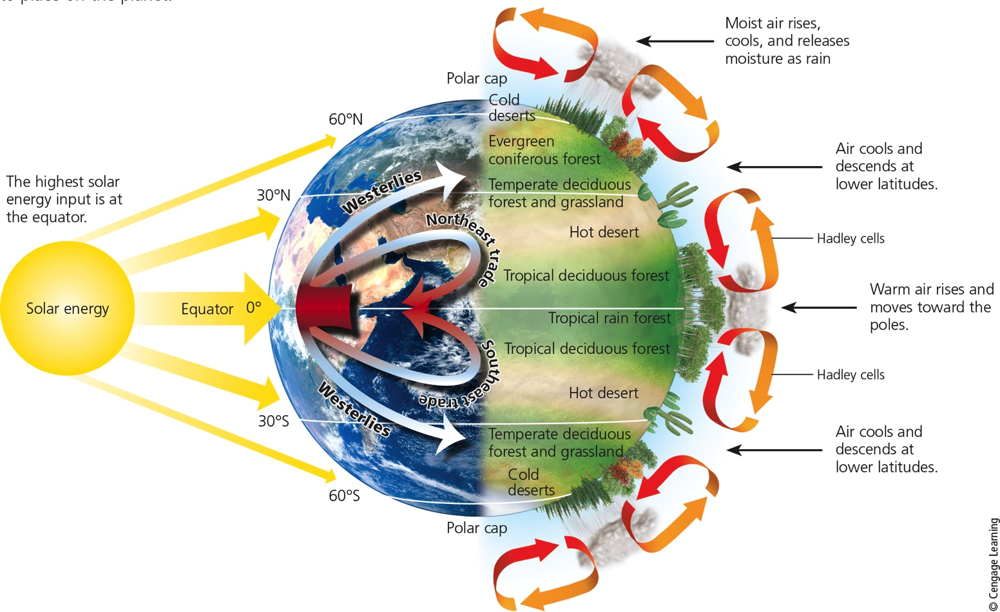 to place on the planet.
Moist air rises,
cools, and releases
moisture as rain
Polar cap
Cold
deserts
60°N
Evergreen
coniferous forest
Air cools and
descends at
lower latitudes.
The highest solar
energy input is at
the equator.
30°N
Westerlies
Temperate deciduous
forest and grassland
Northeast trade
Hot desert
Hadley cells
Tropical deciduous forest
Solar energy
Equator 0°
Tropical rain forest
Warm air rises and
moves toward the
poles.
Tropical deciduous forest
Southeast trade
Hot desert
Hadley cells
Westerlies
30°S
Temperate deciduous
forest and grassland
Air cools and
descends at
lower latitudes.
Cold
deserts
60°S
Polar cap
© Cengage Learning